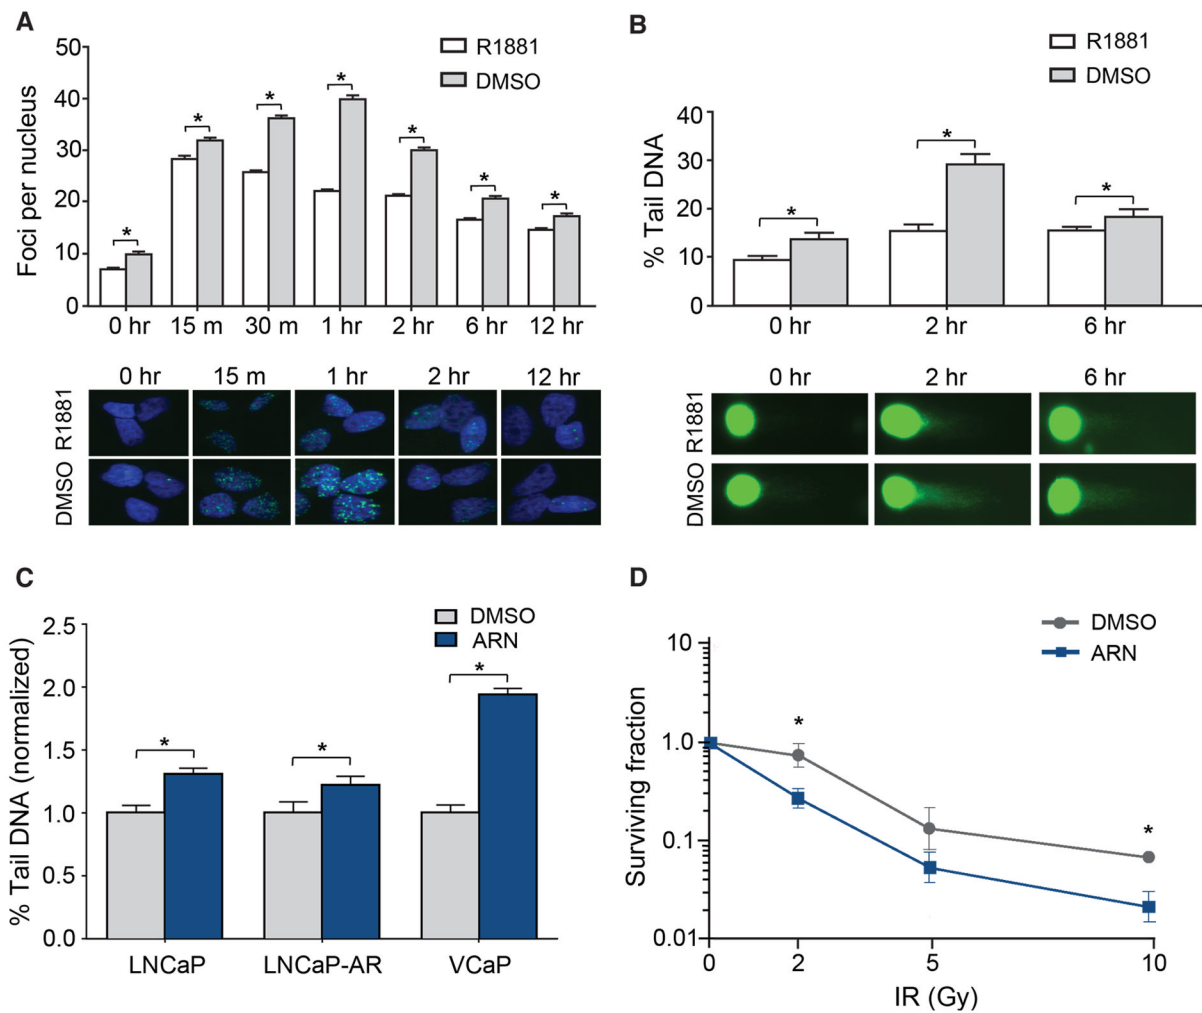 A
R1881
DMSO
*
*
*
*
*
*
*
Foci per nucleus
50
40
30
20
10
0
0 hr 15 m 30 m 1 hr 2 hr 6 hr 12 hr
0 hr 15 m 1 hr 2 hr 12 hr
R1881
DMSO
B
R1881
DMSO
*
*
*
% Tail DNA
40
30
20
10
0
0 hr 2 hr 6 hr
0 hr 2 hr 6 hr
R1881
DMSO
C
DMSO
ARN
*
*
*
% Tail DNA (normalized)
2.5
2.0
1.5
1.0
0.5
0.0
LNCaP LNCaP-AR VCaP
D
DMSO
ARN
*
*
Surviving fraction
10
1.0
0.1
0.01
0 2 5 10
IR (Gy)